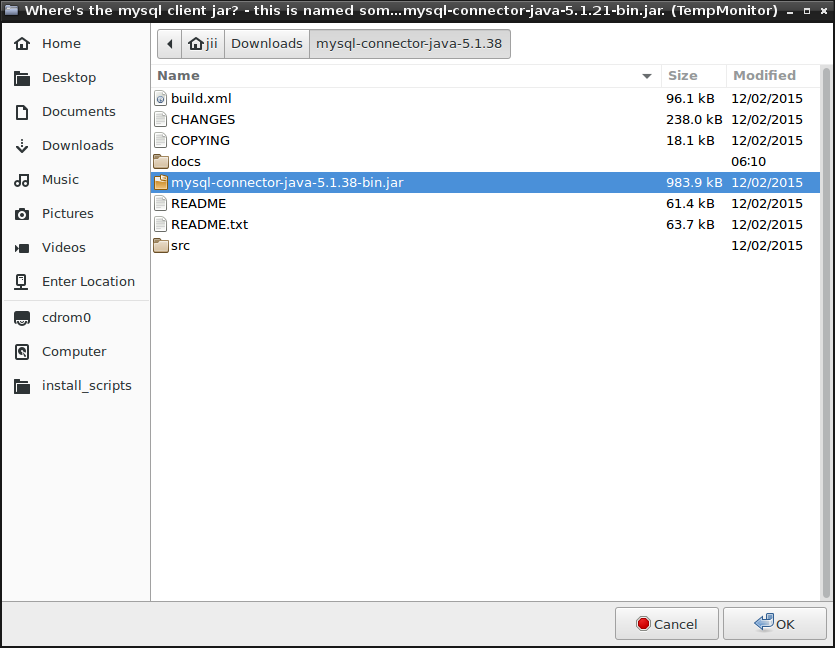 Where's the mysql client jar? - this is named som...mysql-connector-java-5.1.21-bin.jar. (TempMonitor)
Home
Desktop
Documents
Downloads
Music
Pictures
Videos
Enter Location
cdrom0
Computer
install_scripts
jii Downloads mysql-connector-java-5.1.38
Name Size Modified
build.xml 96.1 kB 12/02/2015
CHANGES 238.0 kB 12/02/2015
COPYING 18.1 kB 12/02/2015
docs 06:10
mysql-connector-java-5.1.38-bin.jar 983.9 kB 12/02/2015
README 61.4 kB 12/02/2015
README.txt 63.7 kB 12/02/2015
src 12/02/2015
Cancel OK